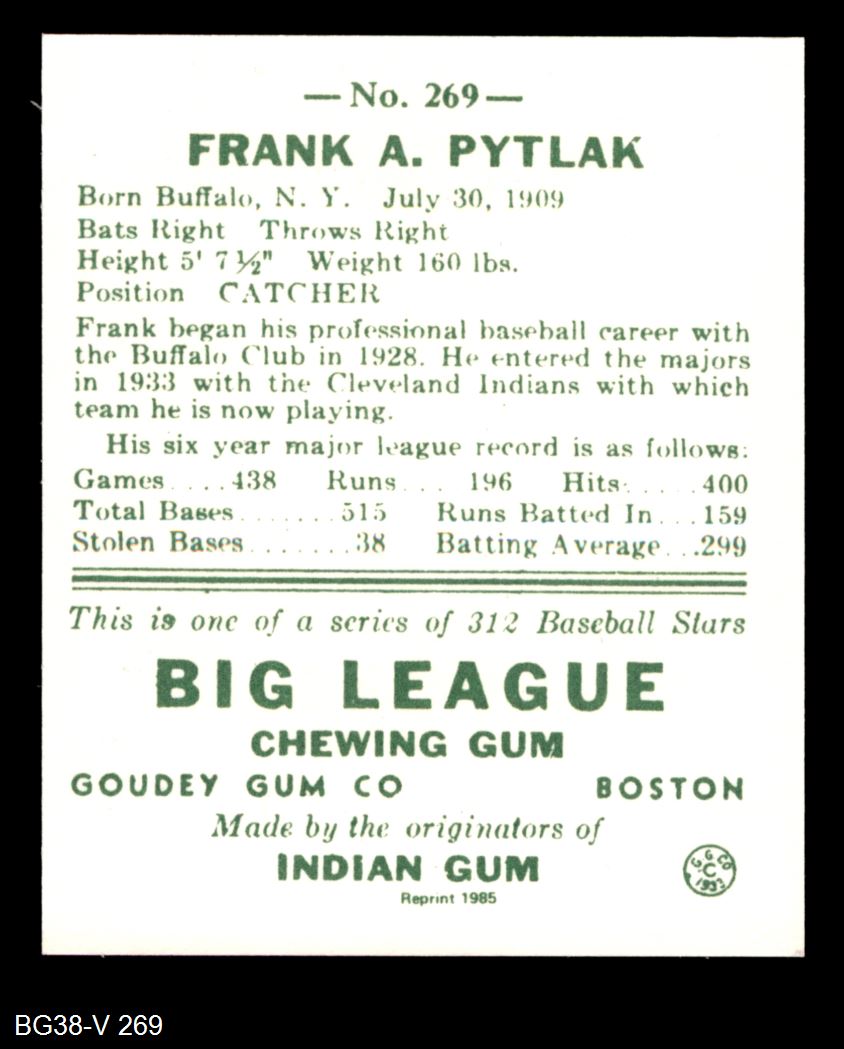 — No. 269 —
FRANK A. PYTLAK
Born Buffalo, N. Y. July 30, 1909
Bats Right Throws Right
Height 5' 7 ½" Weight 160 lbs.
Position CATCHER
Frank began his professional baseball career with
the Buffalo Club in 1928. He entered the majors
in 1933 with the Cleveland Indians with which
team he is now playing.
His six year major league record is as follows:
Games....438 Runs... 196 Hits.....400
Total Bases.......515 Runs Batted In...159
Stolen Bases.......38 Batting Average...299
This is one of a series of 312 Baseball Stars
BIG LEAGUE
CHEWING GUM
GOUDEY GUM CO BOSTON
Made by the originators of
INDIAN GUM
G. G. CO
C
1933
Reprint 1985
BG38-V 269